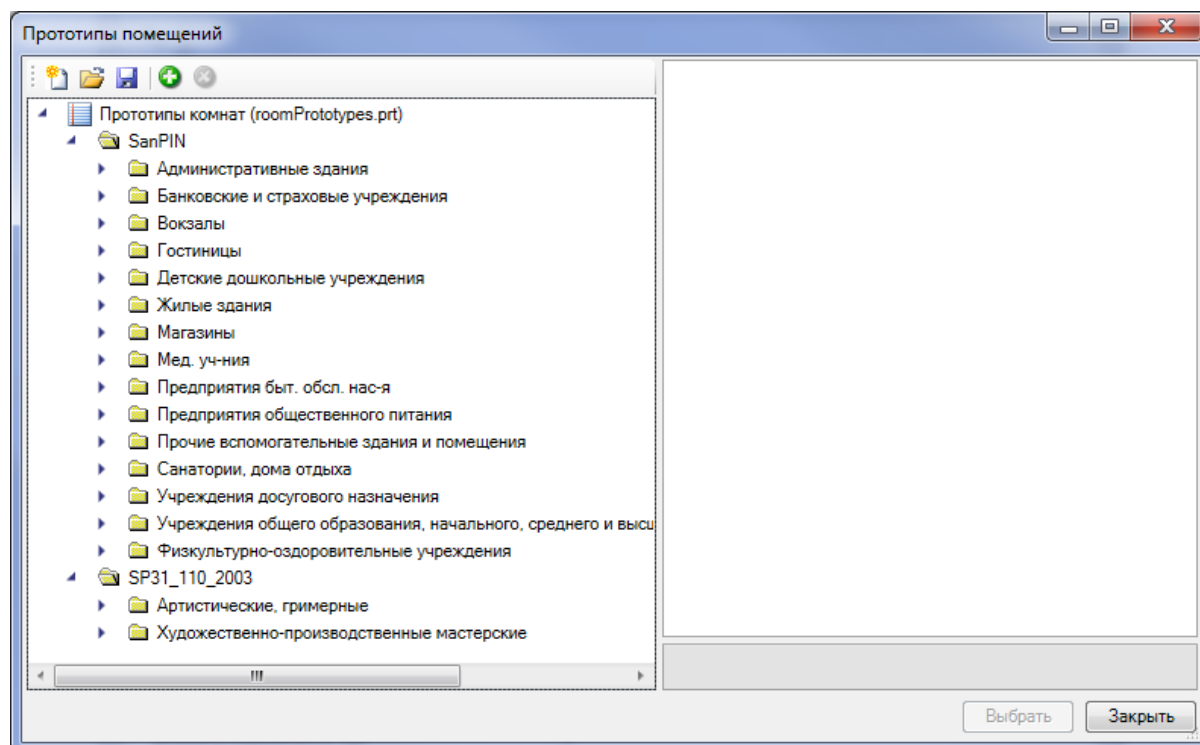 Прототипы помещений
Прототипы комнат (roomPrototypes.prt)
SanPIN
Административные здания
Банковские и страховые учреждения
Вокзалы
Гостиницы
Детские дошкольные учреждения
Жилые здания
Магазины
Мед. уч-ния
Предприятия быт. обсл. нас-я
Предприятия общественного питания
Прочие вспомогательные здания и помещения
Санатории, дома отдыха
Учреждения досугового назначения
Учреждения общего образования, начального, среднего и высш
Физкультурно-оздоровительные учреждения
SP31_110_2003
Артистические, гримерные
Художественно-производственные мастерские
Выбрать Закрыть